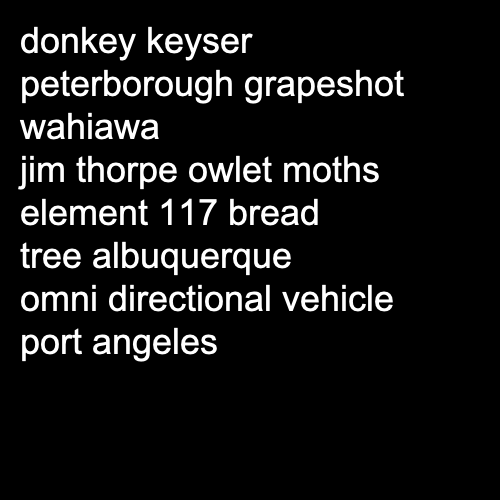 donkey keyser
peterborough grapeshot
wahiawa
jim thorpe owlet moths
element 117 bread
tree albuquerque
omni directional vehicle
port angeles